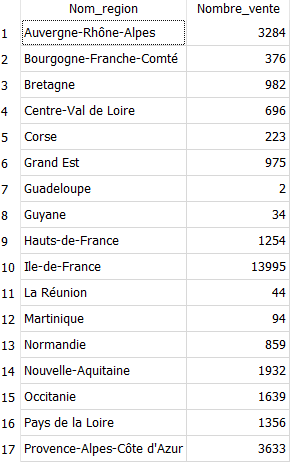 Nom_region Nombre_vente
1 Auvergne-Rhône-Alpes 3284
2 Bourgogne-Franche-Comté 376
3 Bretagne 982
4 Centre-Val de Loire 696
5 Corse 223
6 Grand Est 975
7 Guadeloupe 2
8 Guyane 34
9 Hauts-de-France 1254
10 Ile-de-France 13995
11 La Réunion 44
12 Martinique 94
13 Normandie 859
14 Nouvelle-Aquitaine 1932
15 Occitanie 1639
16 Pays de la Loire 1356
17 Provence-Alpes-Côte d'Azur 3633